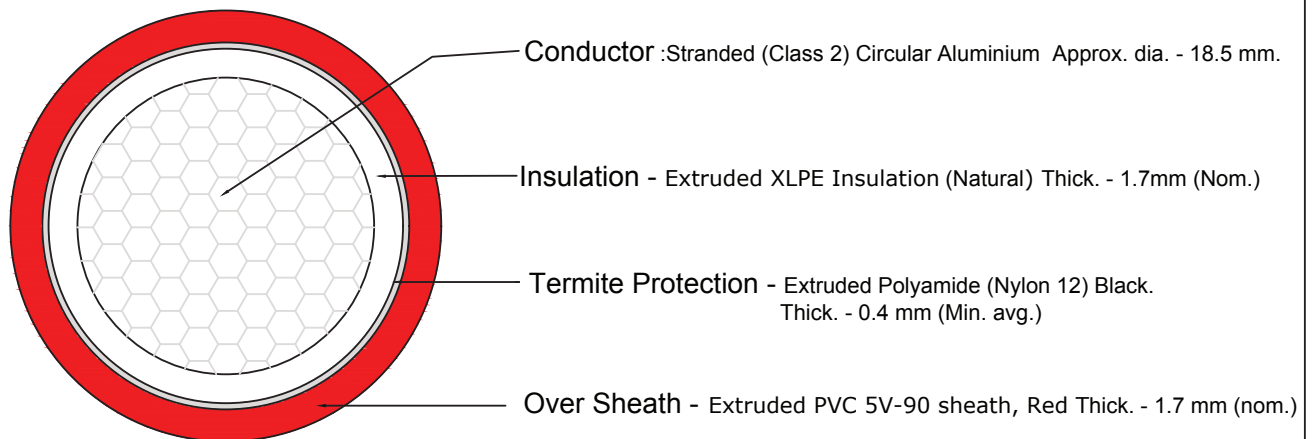 Conductor :Stranded (Class 2) Circular Aluminium Approx. dia. - 18.5 mm.
Insulation - Extruded XLPE Insulation (Natural) Thick. - 1.7mm (Nom.)
Termite Protection - Extruded Polyamide (Nylon 12) Black.
Thick. - 0.4 mm (Min. avg.)
Over Sheath - Extruded PVC 5V-90 sheath, Red Thick. - 1.7 mm (nom.)